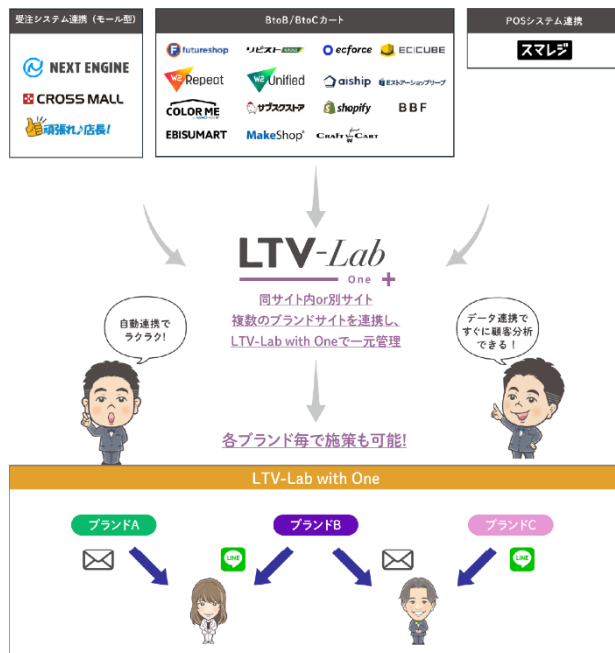 受注システム連携（モール型）
NEXT ENGINE
CROSS MALL
頑張れ♪店長!
BtoB/BtoCカート
futureshop
リピスト
ecforce
EC CUBE
W2 Repeat
W2 Unified
aiship
Eストアーショップサーブ
COLOR ME
サブスクストア
shopify
BBF
EBISUMART
MakeShop
CRAFT CART
POSシステム連携
スマレジ
LTV-Lab
One +
同サイト内or別サイト
複数のブランドサイトを連携し、
LTV-Lab with Oneで一元管理
自動連携で
ラクラク!
データ連携で
すぐに顧客分析
できる！
各ブランド毎で施策も可能!
LTV-Lab with One
ブランドA
ブランドB
ブランドC
LINE
LINE